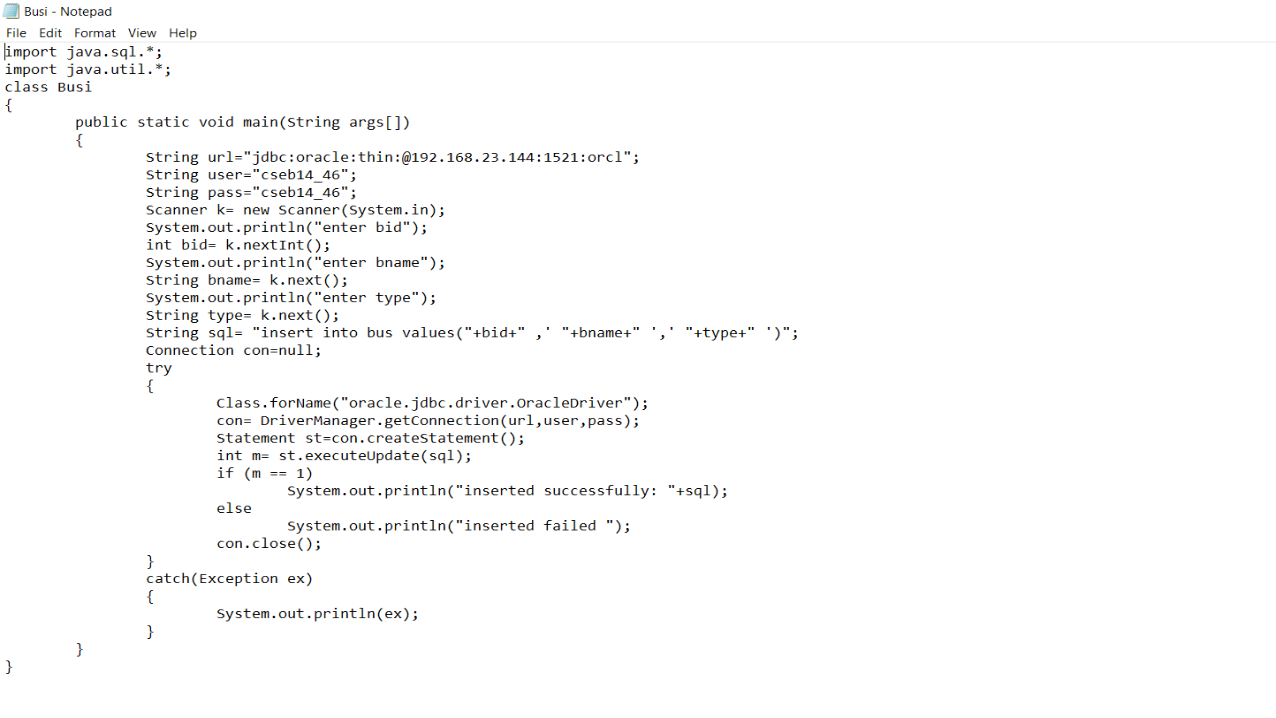 Busi - Notepad
File Edit Format View Help
import java.sql.*;
import java.util.*;
class Busi
{
        public static void main(String args[])
        {
                String url="jdbc:oracle:thin:@192.168.23.144:1521:orcl";
                String user="cseb14_46";
                String pass="cseb14_46";
                Scanner k= new Scanner(System.in);
                System.out.println("enter bid");
                int bid= k.nextInt();
                System.out.println("enter bname");
                String bname= k.next();
                System.out.println("enter type");
                String type= k.next();
                String sql= "insert into bus values("+bid+" ,' "+bname+" ',' "+type+" ')";
                Connection con=null;
                try
                {
                        Class.forName("oracle.jdbc.driver.OracleDriver");
                        con= DriverManager.getConnection(url,user,pass);
                        Statement st=con.createStatement();
                        int m= st.executeUpdate(sql);
                        if (m == 1)
                                System.out.println("inserted successfully: "+sql);
                        else
                                System.out.println("inserted failed ");
                        con.close();
                }
                catch(Exception ex)
                {
                        System.out.println(ex);
                }
        }
}